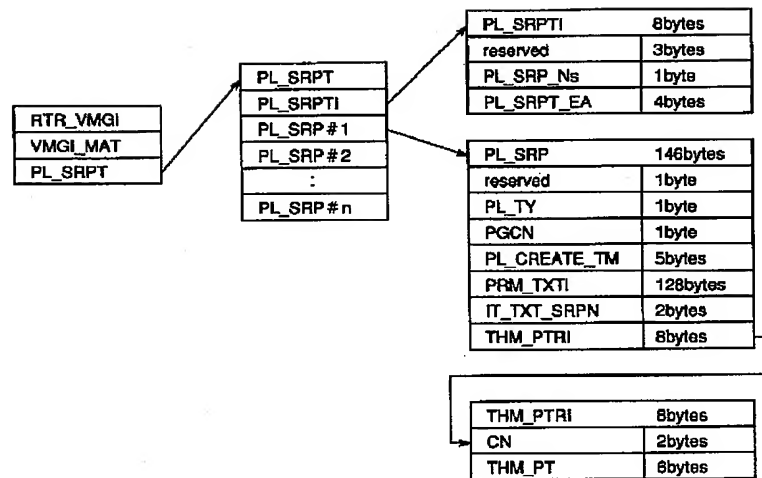 RTR_VMGI
VMGI_MAT
PL_SRPT
PL_SRPT
PL_SRPTI
PL_SRP#1
PL_SRP#2
:
PL_SRP#n
PL_SRPTI 8bytes
reserved 3bytes
PL_SRP_Ns 1byte
PL_SRPT_EA 4bytes
PL_SRP 146bytes
reserved 1byte
PL_TY 1byte
PGCN 1byte
PL_CREATE_TM 5bytes
PRM_TXTI 128bytes
IT_TXT_SRPN 2bytes
THM_PTRI 8bytes
THM_PTRI 8bytes
CN 2bytes
THM_PT 6bytes